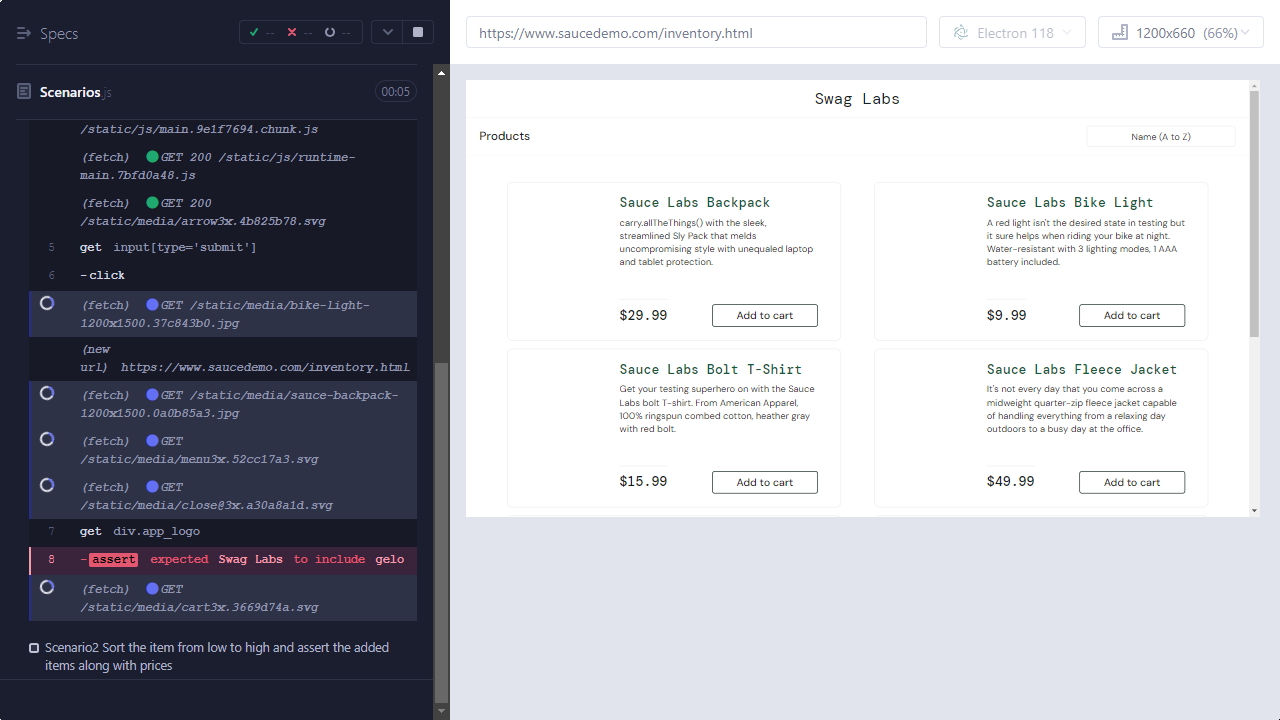 Specs
--
--
--
https://www.saucedemo.com/inventory.html
Electron 118
1200x660 (66%)
Scenarios.js
00:05
/static/js/main.9e1f7694.chunk.js
(fetch) GET 200 /static/js/runtime-
main.7bfd0a48.js
(fetch) GET 200
/static/media/arrow3x.4b825b78.svg
5 get input[type='submit']
6 -click
(fetch) GET /static/media/bike-light-
1200x1500.37c843b0.jpg
(new
url) https://www.saucedemo.com/inventory.html
(fetch) GET /static/media/sauce-backpack-
1200x1500.0a0b85a3.jpg
(fetch) GET
/static/media/menu3x.52cc17a3.svg
(fetch) GET
/static/media/close@3x.a30a8a1d.svg
7 get div.app_logo
8 -assert expected Swag Labs to include gelo
(fetch) GET
/static/media/cart3x.3669d74a.svg
Scenario2 Sort the item from low to high and assert the added
items along with prices
Swag Labs
Products
Name (A to Z)
Sauce Labs Backpack
carry.allTheThings() with the sleek,
streamlined Sly Pack that melds
uncompromising style with unequaled laptop
and tablet protection.
$29.99
Add to cart
Sauce Labs Bike Light
A red light isn't the desired state in testing but
it sure helps when riding your bike at night.
Water-resistant with 3 lighting modes, 1 AAA
battery included.
$9.99
Add to cart
Sauce Labs Bolt T-Shirt
Get your testing superhero on with the Sauce
Labs bolt T-shirt. From American Apparel,
100% ringspun combed cotton, heather gray
with red bolt.
$15.99
Add to cart
Sauce Labs Fleece Jacket
It's not every day that you come across a
midweight quarter-zip fleece jacket capable
of handling everything from a relaxing day
outdoors to a busy day at the office.
$49.99
Add to cart